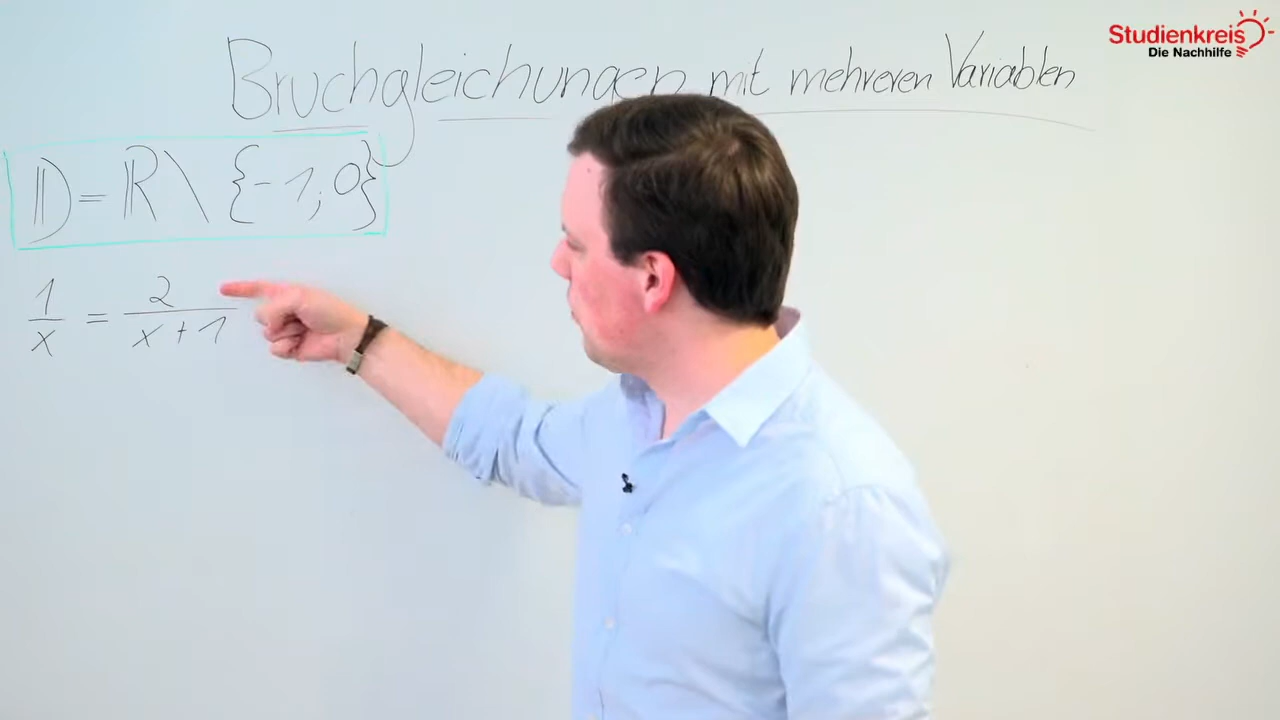 Studienkreis
Die Nachhilfe
Bruchgleichungen mit mehreren Variablen
𝔻 = ℝ \ {-1; 0}
1/x = 2/(x+1)